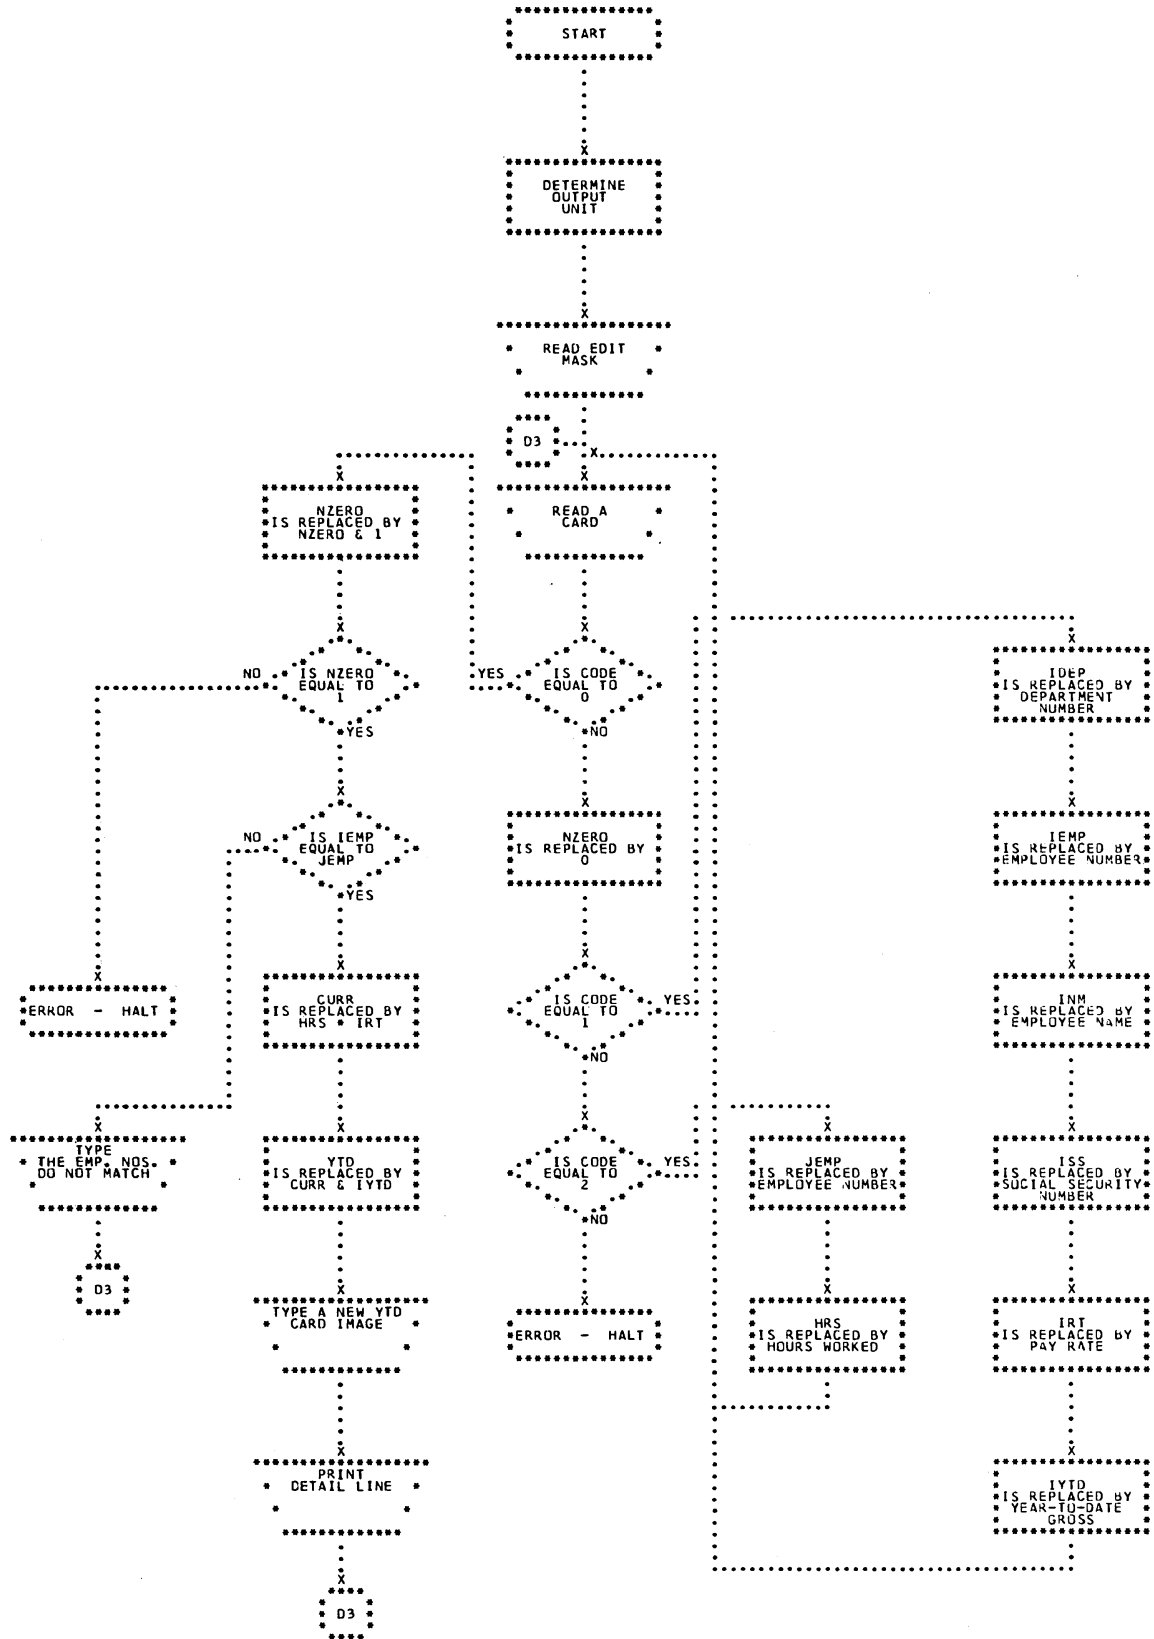 START
DETERMINE
OUTPUT
UNIT
READ EDIT
MASK
D3
READ A
CARD
NZERO
IS REPLACED BY
NZERO & 1
IS NZERO
EQUAL TO
1
NO
YES
IS CODE
EQUAL TO
0
YES
NO
IDEP
IS REPLACED BY
DEPARTMENT
NUMBER
IS IEMP
EQUAL TO
JEMP
NO
YES
NZERO
IS REPLACED BY
0
IEMP
IS REPLACED BY
EMPLOYEE NUMBER
ERROR - HALT
CURR
IS REPLACED BY
HRS * IRT
IS CODE
EQUAL TO
1
YES
NO
INM
IS REPLACED BY
EMPLOYEE NAME
TYPE
THE EMP. NOS.
DO NOT MATCH
YTD
IS REPLACED BY
CURR & IYTD
IS CODE
EQUAL TO
2
YES
NO
JEMP
IS REPLACED BY
EMPLOYEE NUMBER
ISS
IS REPLACED BY
SOCIAL SECURITY
NUMBER
D3
TYPE A NEW YTD
CARD IMAGE
ERROR - HALT
HRS
IS REPLACED BY
HOURS WORKED
IRT
IS REPLACED BY
PAY RATE
PRINT
DETAIL LINE
IYTD
IS REPLACED BY
YEAR-TO-DATE
GROSS
D3